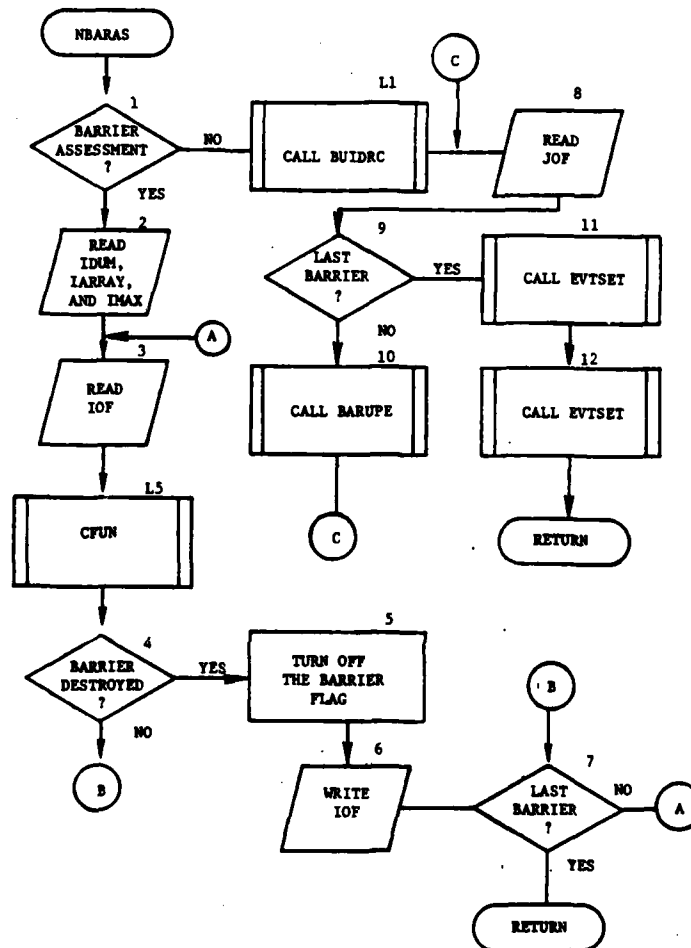 NBARAS
1
BARRIER
ASSESSMENT
?
NO
YES
L1
CALL BUIDRC
C
8
READ
JOF
2
READ
IDUM,
IARRAY,
AND IMAX
A
3
READ
IOF
9
LAST
BARRIER
?
YES
NO
11
CALL EVTSET
10
CALL BARUPE
12
CALL EVTSET
C
RETURN
L5
CFUN
4
BARRIER
DESTROYED
?
YES
NO
B
5
TURN OFF
THE BARRIER
FLAG
6
WRITE
IOF
B
7
LAST
BARRIER
?
NO
A
YES
RETURN